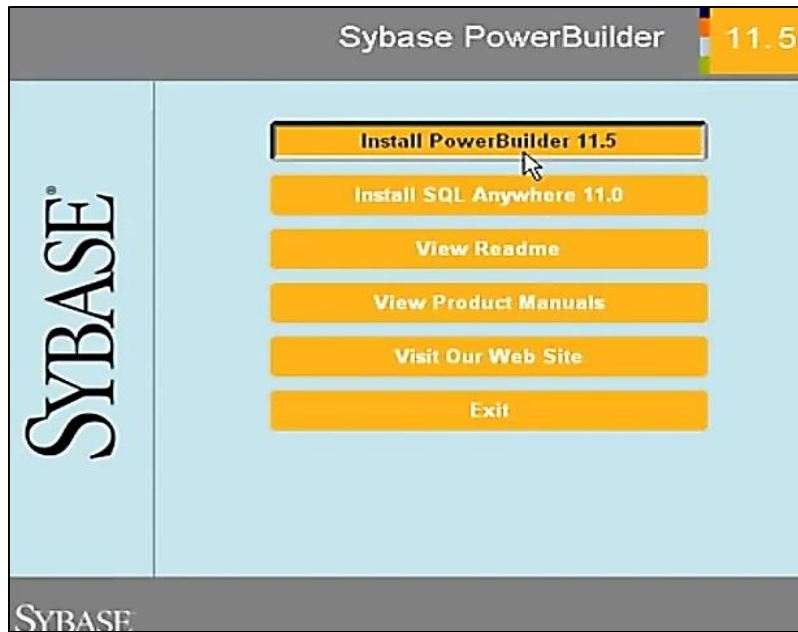 Sybase PowerBuilder
11.5
SYBASE®
Install PowerBuilder 11.5
Install SQL Anywhere 11.0
View Readme
View Product Manuals
Visit Our Web Site
Exit
SYBASE